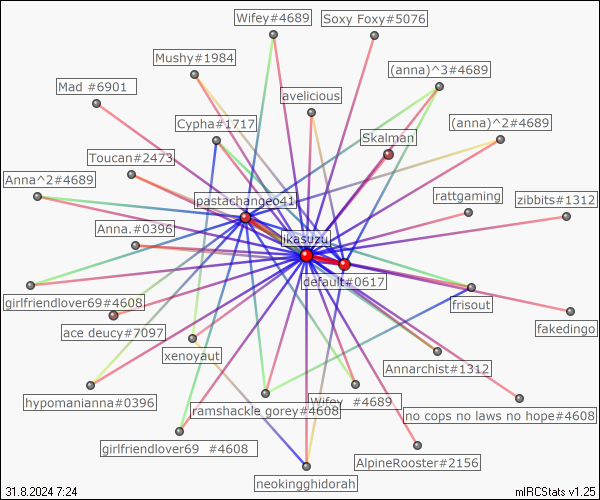 Wifey#4689
Soxy Foxy#5076
Mushy#1984
(anna)^3#4689
Mad #6901
avelicious
Cypha#1717
(anna)^2#4689
Skalman
Toucan#2473
Anna^2#4689
pastachangeo41
rattgaming
zibbits#1312
Anna.#0396
ikasuzu
default#0617
girlfriendlover69#4608
frisout
ace deucy#7097
fakedingo
xenoyaut
Annarchist#1312
hypomanianna#0396
Wifey  #4689
ramshackle gorey#4608
no cops no laws no hope#4608
girlfriendlover69  #4608
AlpineRooster#2156
neokingghidorah
31.8.2024 7:24
mIRCStats v1.25